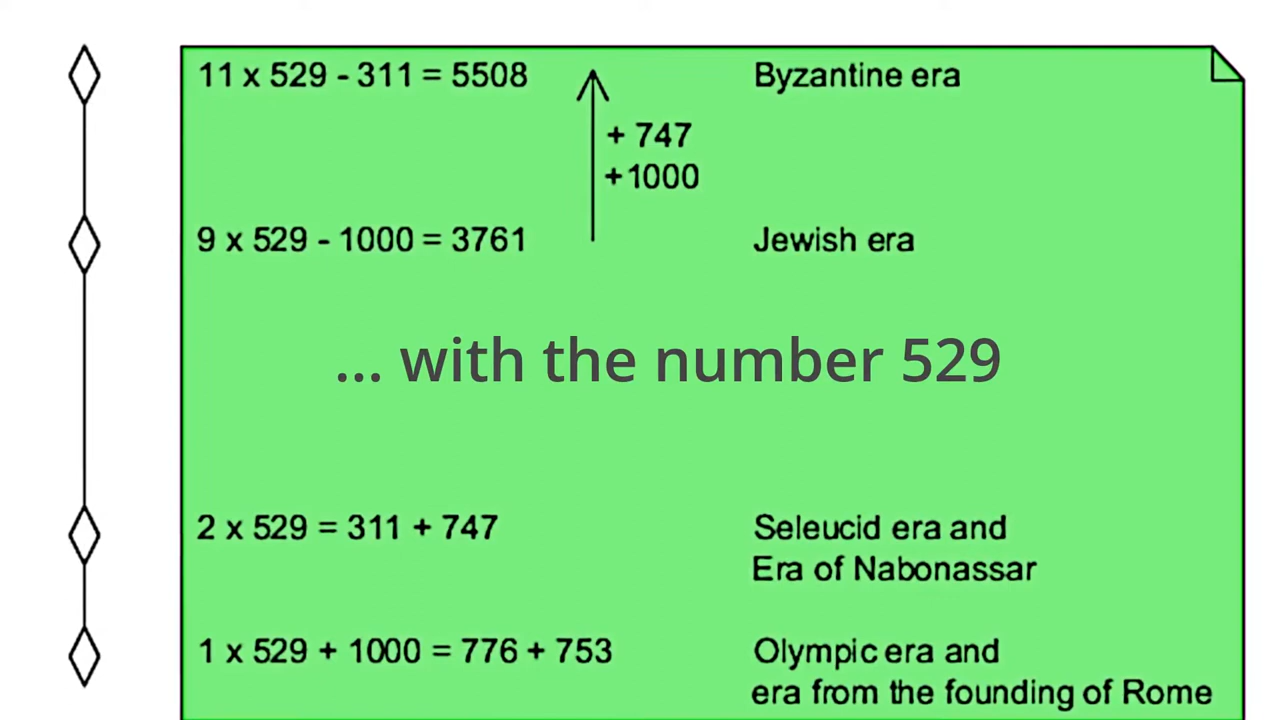 11 x 529 - 311 = 5508 Byzantine era
+ 747
+1000
9 x 529 - 1000 = 3761 Jewish era
... with the number 529
2 x 529 = 311 + 747 Seleucid era and
Era of Nabonassar
1 x 529 + 1000 = 776 + 753 Olympic era and
era from the founding of Rome